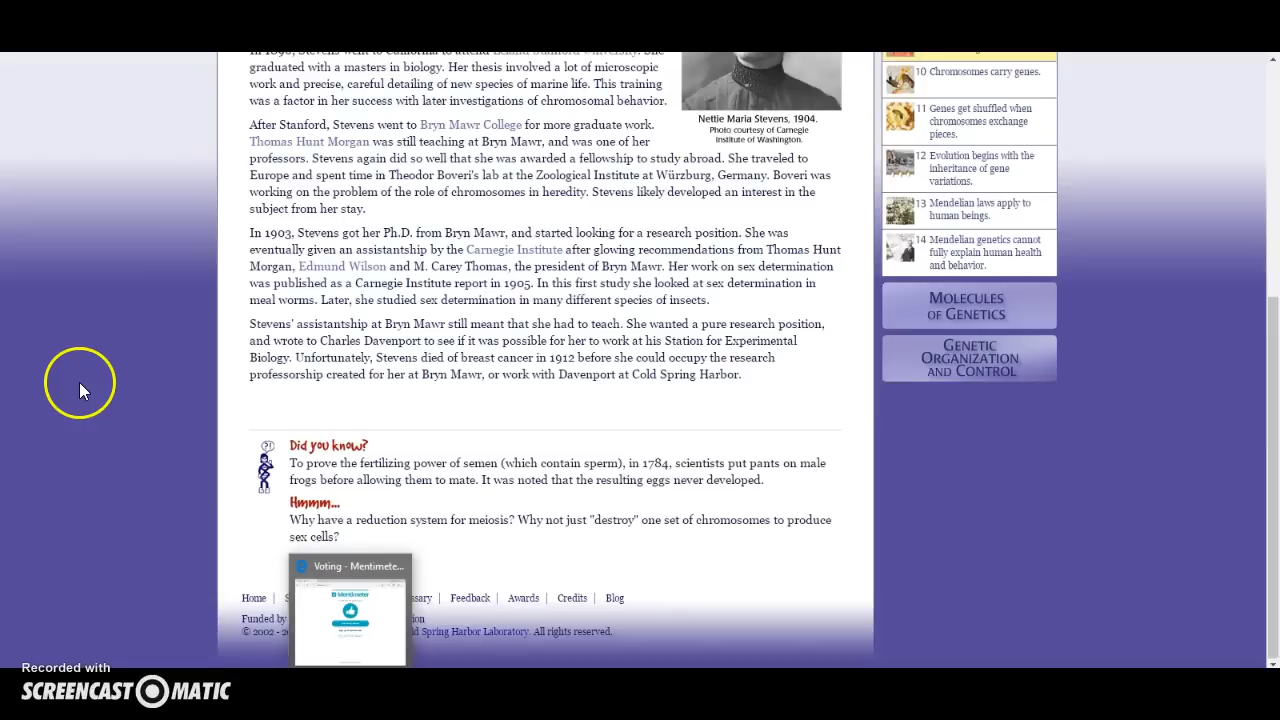 In 1896, Stevens went to California to attend Leland Stanford University. She
graduated with a masters in biology. Her thesis involved a lot of microscopic
work and precise, careful detailing of new species of marine life. This training
was a factor in her success with later investigations of chromosomal behavior.
After Stanford, Stevens went to Bryn Mawr College for more graduate work.
Thomas Hunt Morgan was still teaching at Bryn Mawr, and was one of her
professors. Stevens again did so well that she was awarded a fellowship to study abroad. She traveled to
Europe and spent time in Theodor Boveri's lab at the Zoological Institute at Würzburg, Germany. Boveri was
working on the problem of the role of chromosomes in heredity. Stevens likely developed an interest in the
subject from her stay.
In 1903, Stevens got her Ph.D. from Bryn Mawr, and started looking for a research position. She was
eventually given an assistantship by the Carnegie Institute after glowing recommendations from Thomas Hunt
Morgan, Edmund Wilson and M. Carey Thomas, the president of Bryn Mawr. Her work on sex determination
was published as a Carnegie Institute report in 1905. In this first study she looked at sex determination in
meal worms. Later, she studied sex determination in many different species of insects.
Stevens' assistantship at Bryn Mawr still meant that she had to teach. She wanted a pure research position,
and wrote to Charles Davenport to see if it was possible for her to work at his Station for Experimental
Biology. Unfortunately, Stevens died of breast cancer in 1912 before she could occupy the research
professorship created for her at Bryn Mawr, or work with Davenport at Cold Spring Harbor.
Nettie Maria Stevens, 1904.
Photo courtesy of Carnegie
Institute of Washington.
Did you know?
To prove the fertilizing power of semen (which contain sperm), in 1784, scientists put pants on male
frogs before allowing them to mate. It was noted that the resulting eggs never developed.
Hmmm...
Why have a reduction system for meiosis? Why not just "destroy" one set of chromosomes to produce
sex cells?
10 Chromosomes carry genes.
11 Genes get shuffled when
chromosomes exchange
pieces.
12 Evolution begins with the
inheritance of gene
variations.
13 Mendelian laws apply to
human beings.
14 Mendelian genetics cannot
fully explain human health
and behavior.
MOLECULES
OF GENETICS
GENETIC
ORGANIZATION
AND CONTROL
Voting - Mentimete...
Mentimeter
Home | S ssary | Feedback | Awards | Credits | Blog
Funded by tion
© 2002 - 2 ld Spring Harbor Laboratory. All rights reserved.
Recorded with
SCREENCAST O MATIC